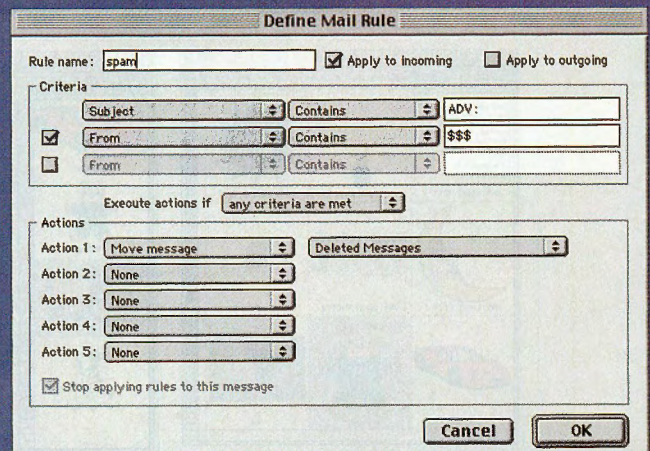 Define Mail Rule
Rule name: spam Apply to incoming Apply to outgoing
Criteria
Subject Contains ADV:
From Contains $$$
From Contains
Execute actions if any criteria are met
Actions
Action 1: Move message Deleted Messages
Action 2: None
Action 3: None
Action 4: None
Action 5: None
Stop applying rules to this message
Cancel OK